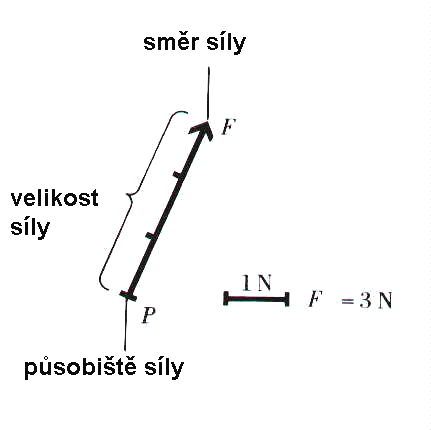 směr síly
F
velikost
síly
1 N
F = 3 N
P
působiště síly